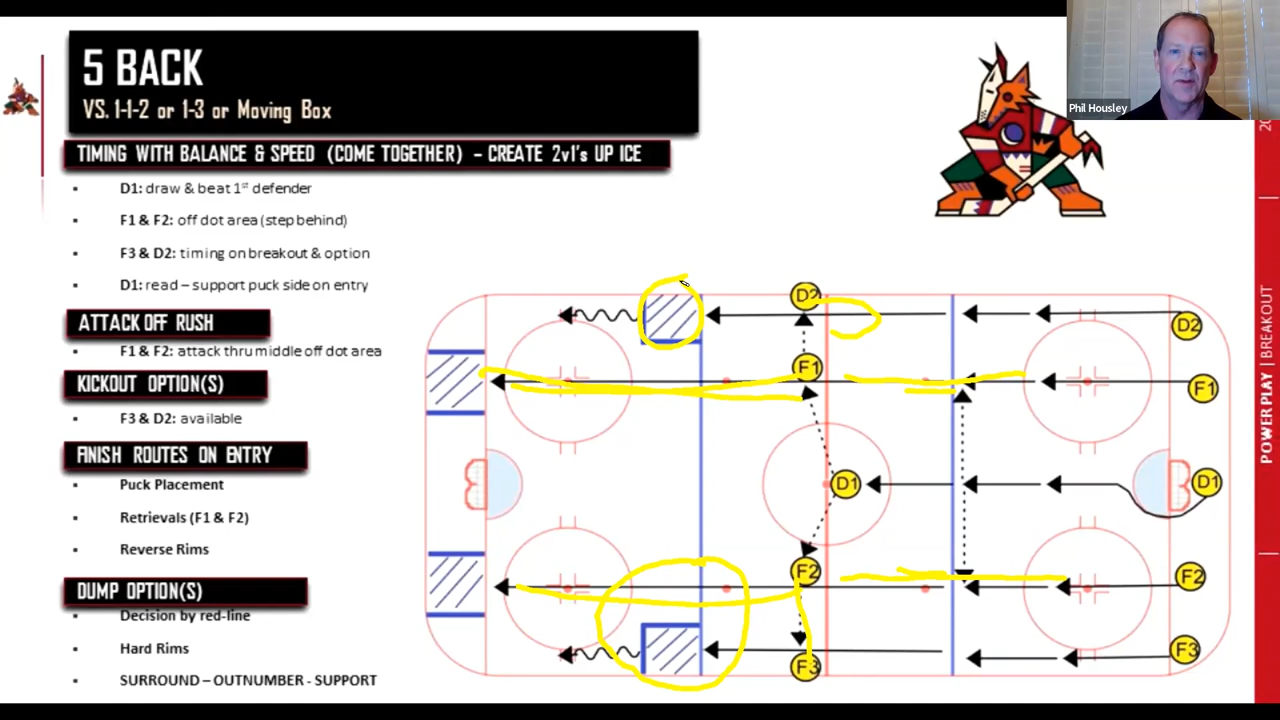 5 BACK
VS. 1-1-2 or 1-3 or Moving Box
TIMING WITH BALANCE & SPEED (COME TOGETHER) – CREATE 2v1's UP ICE
D1: draw & beat 1st defender
F1 & F2: off dot area (step behind)
F3 & D2: timing on breakout & option
D1: read – support puck side on entry
ATTACK OFF RUSH
F1 & F2: attack thru middle off dot area
KICKOUT OPTION(S)
F3 & D2: available
FINISH ROUTES ON ENTRY
Puck Placement
Retrievals (F1 & F2)
Reverse Rims
DUMP OPTION(S)
Decision by red-line
Hard Rims
SURROUND – OUTNUMBER - SUPPORT
Phil Housley
D2
D2
F1
F1
D1
D1
F2
F2
F3
F3
20
POWER PLAY | BREAKOUT